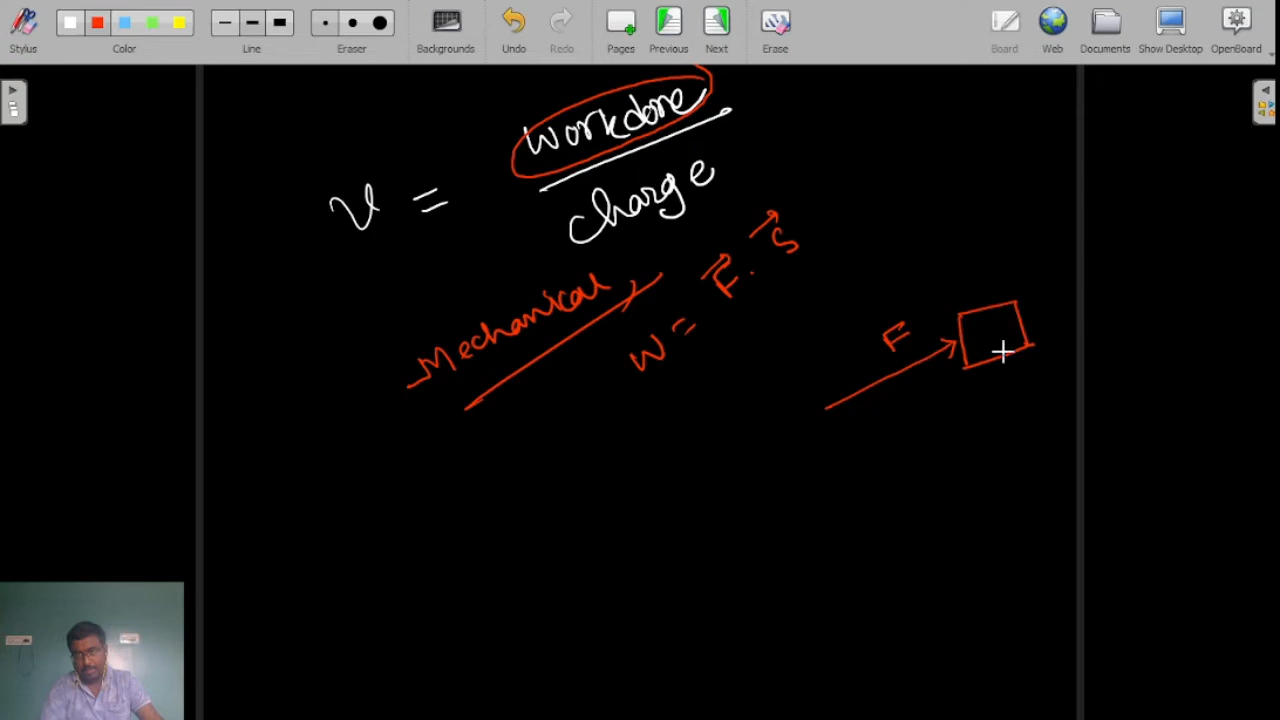 Stylus Color Line Eraser Backgrounds Undo Redo Pages Previous Next Erase Board Web Documents Show Desktop OpenBoard
V = Workdone
charge
Mechanical
W = F . S
F